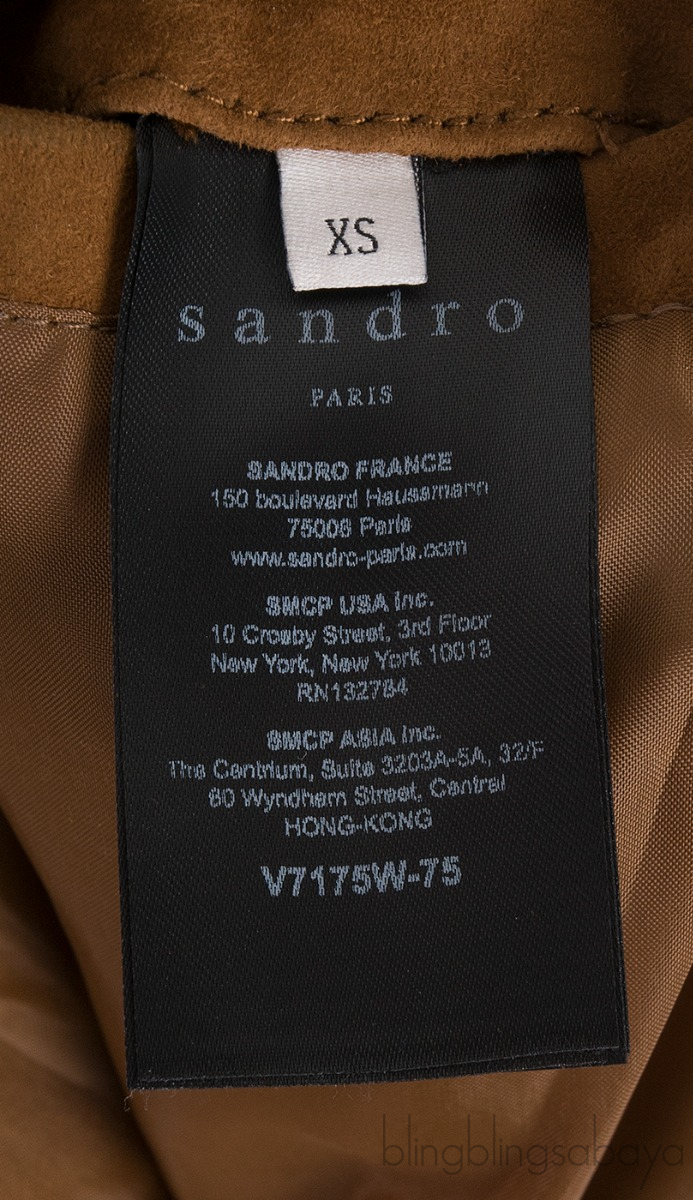 XS
sandro
PARIS
SANDRO FRANCE
150 boulevard Haussmann
75008 Paris
www.sandro-paris.com
SMCP USA Inc.
10 Crosby Street, 3rd Floor
New York, New York 10013
RN132784
SMCP ASIA Inc.
The Centrium, Suite 3203A-5A, 32/F
60 Wyndham Street, Central
HONG-KONG
V7175W-75
blingblingsabaya